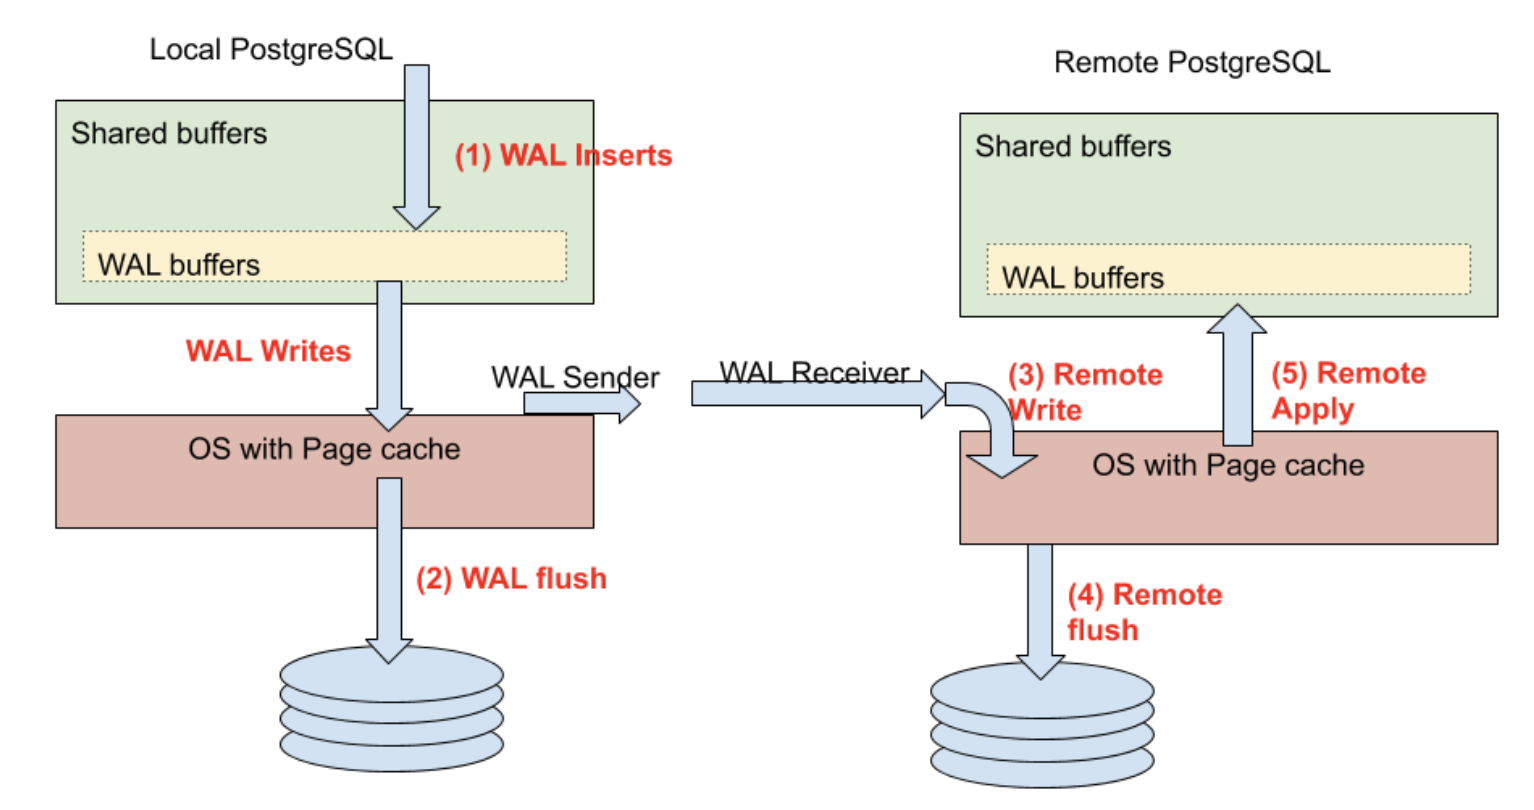 Local PostgreSQL
Shared buffers
(1) WAL Inserts
WAL buffers
WAL Writes
WAL Sender
OS with Page cache
(2) WAL flush
Remote PostgreSQL
Shared buffers
WAL buffers
WAL Receiver
(3) Remote
Write
(5) Remote
Apply
OS with Page cache
(4) Remote
flush